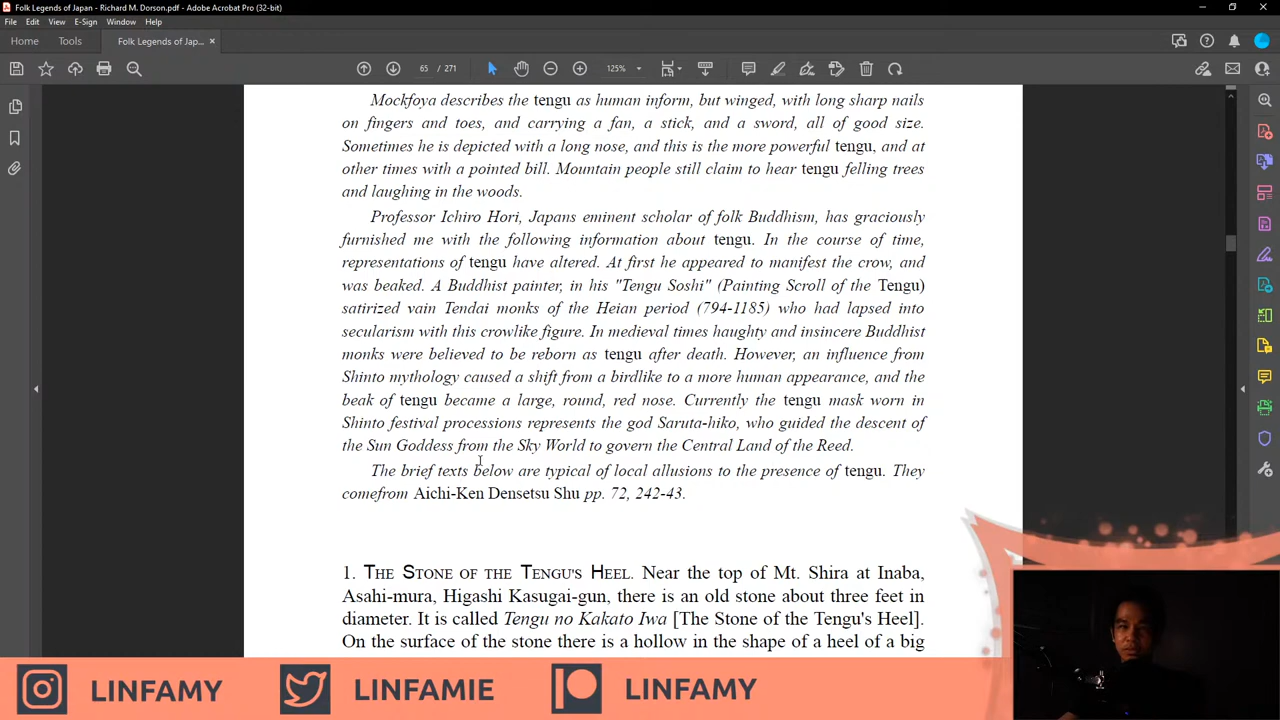 Folk Legends of Japan - Richard M. Dorson.pdf - Adobe Acrobat Pro (32-bit)
File Edit View E-Sign Window Help
Home Tools Folk Legends of Jap... ×
65 / 271 125%
Mockfoya describes the tengu as human inform, but winged, with long sharp nails
on fingers and toes, and carrying a fan, a stick, and a sword, all of good size.
Sometimes he is depicted with a long nose, and this is the more powerful tengu, and at
other times with a pointed bill. Mountain people still claim to hear tengu felling trees
and laughing in the woods.
Professor Ichiro Hori, Japans eminent scholar of folk Buddhism, has graciously
furnished me with the following information about tengu. In the course of time,
representations of tengu have altered. At first he appeared to manifest the crow, and
was beaked. A Buddhist painter, in his "Tengu Soshi" (Painting Scroll of the Tengu)
satirized vain Tendai monks of the Heian period (794-1185) who had lapsed into
secularism with this crowlike figure. In medieval times haughty and insincere Buddhist
monks were believed to be reborn as tengu after death. However, an influence from
Shinto mythology caused a shift from a birdlike to a more human appearance, and the
beak of tengu became a large, round, red nose. Currently the tengu mask worn in
Shinto festival processions represents the god Saruta-hiko, who guided the descent of
the Sun Goddess from the Sky World to govern the Central Land of the Reed.
The brief texts below are typical of local allusions to the presence of tengu. They
comefrom Aichi-Ken Densetsu Shu pp. 72, 242-43.
1. THE STONE OF THE TENGU'S HEEL. Near the top of Mt. Shira at Inaba,
Asahi-mura, Higashi Kasugai-gun, there is an old stone about three feet in
diameter. It is called Tengu no Kakato Iwa [The Stone of the Tengu's Heel].
On the surface of the stone there is a hollow in the shape of a heel of a big
LINFAMY LINFAMIE LINFAMY